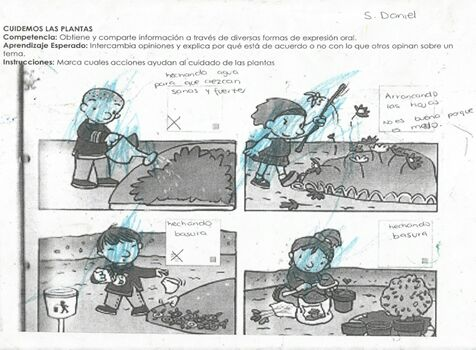 S. Daniel
CUIDEMOS LAS PLANTAS
Competencia: Obtiene y comparte información a través de diversas formas de expresión oral.
Aprendizaje Esperado: Intercambia opiniones y explica por qué está de acuerdo o no con lo que otros opinan sobre un
tema.
Instrucciones: Marca cuales acciones ayudan al cuidado de las plantas
hechando agua
para que crezcan
sanas y fuertes
Arrancando
las hojas
no es bueno porque
es malo.
hechando
basura
hechando
basura